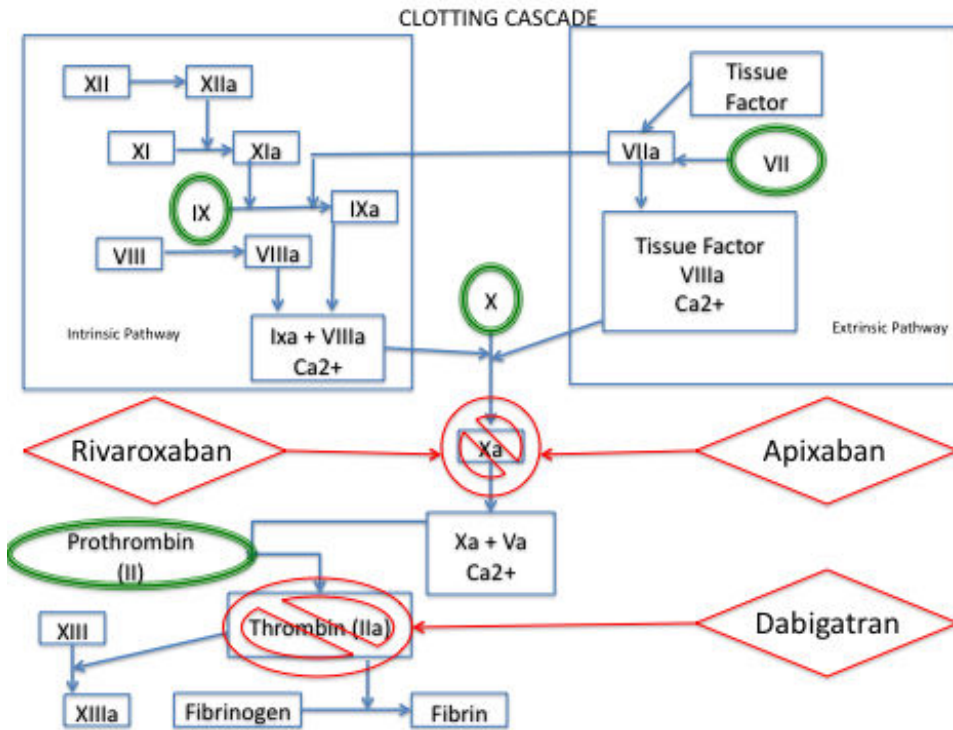 CLOTTING CASCADE
XII
XIIa
XI
XIa
IX
IXa
VIII
VIIIa
Ixa + VIIIa
Ca2+
Intrinsic Pathway
Tissue
Factor
VIIa
VII
Tissue Factor
VIIIa
Ca2+
Extrinsic Pathway
X
Rivaroxaban
Xa
Apixaban
Prothrombin
(II)
Xa + Va
Ca2+
Thrombin (IIa)
Dabigatran
XIII
XIIIa
Fibrinogen
Fibrin